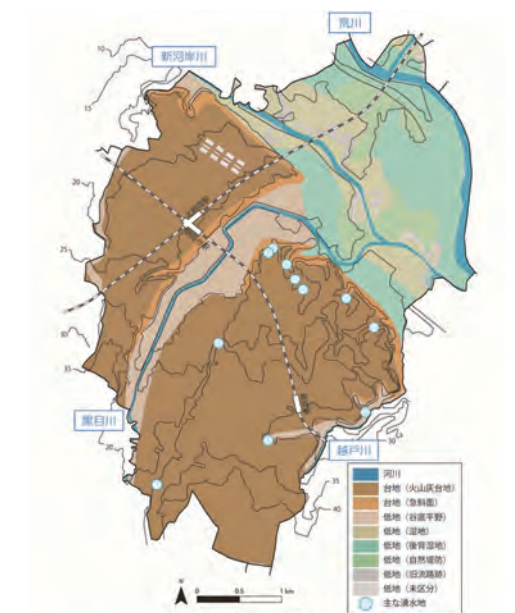 荒川
新河岸川
10
15
20
25
30
35
黒目川
20
越戸川
30
35
40
N
0 0.5 1 km
河川
台地（火山灰台地）
台地（急斜面）
低地（谷底平野）
低地（湿地）
低地（後背湿地）
低地（自然堤防）
低地（旧流路跡）
低地（未区分）
主な湧水地